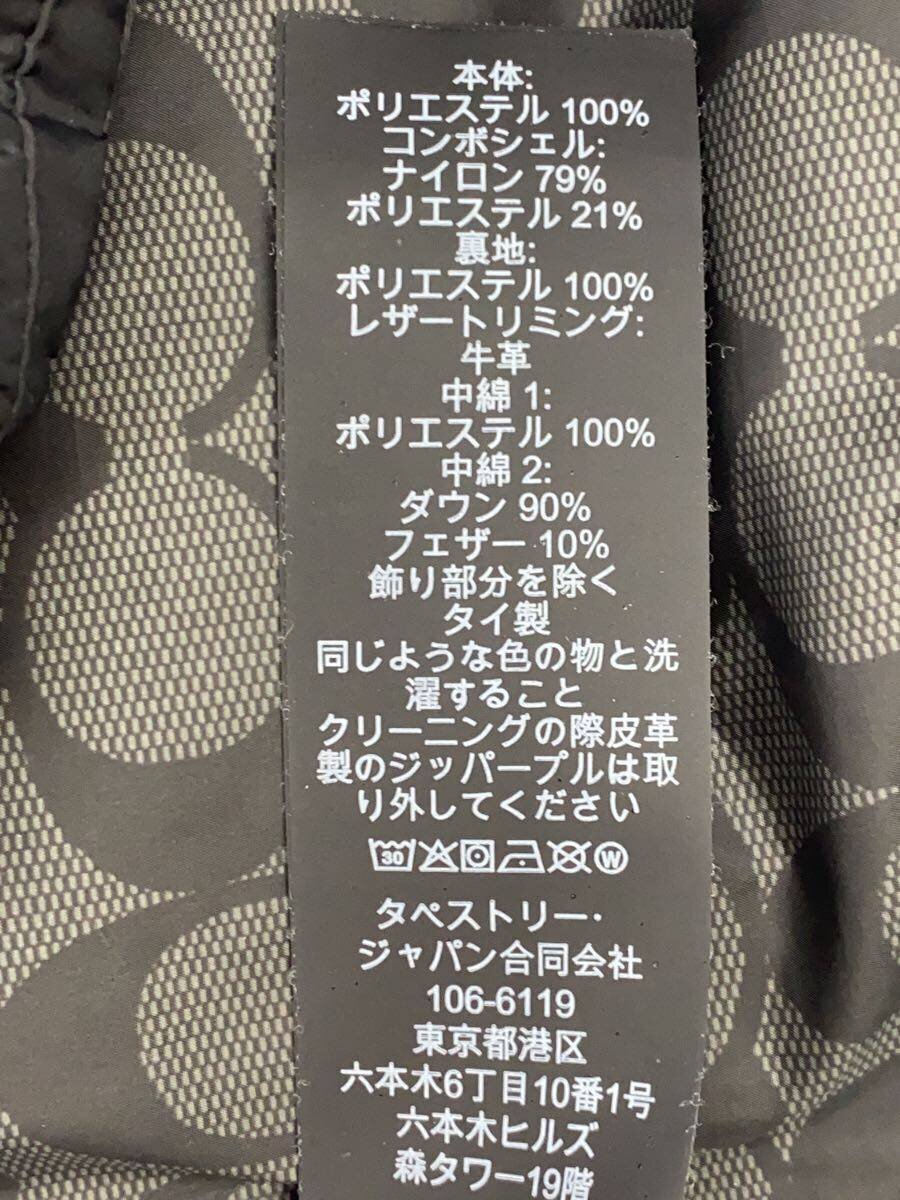 本体:
ポリエステル 100%
コンボシェル:
ナイロン 79%
ポリエステル 21%
裏地:
ポリエステル 100%
レザートリミング:
牛革
中綿 1:
ポリエステル 100%
中綿 2:
ダウン 90%
フェザー 10%
飾り部分を除く
タイ製
同じような色の物と洗
濯すること
クリーニングの際皮革
製のジッパープルは取
り外してください
30 W
タペストリー・
ジャパン合同会社
106-6119
東京都港区
六本木6丁目10番1号
六本木ヒルズ
森タワー19階